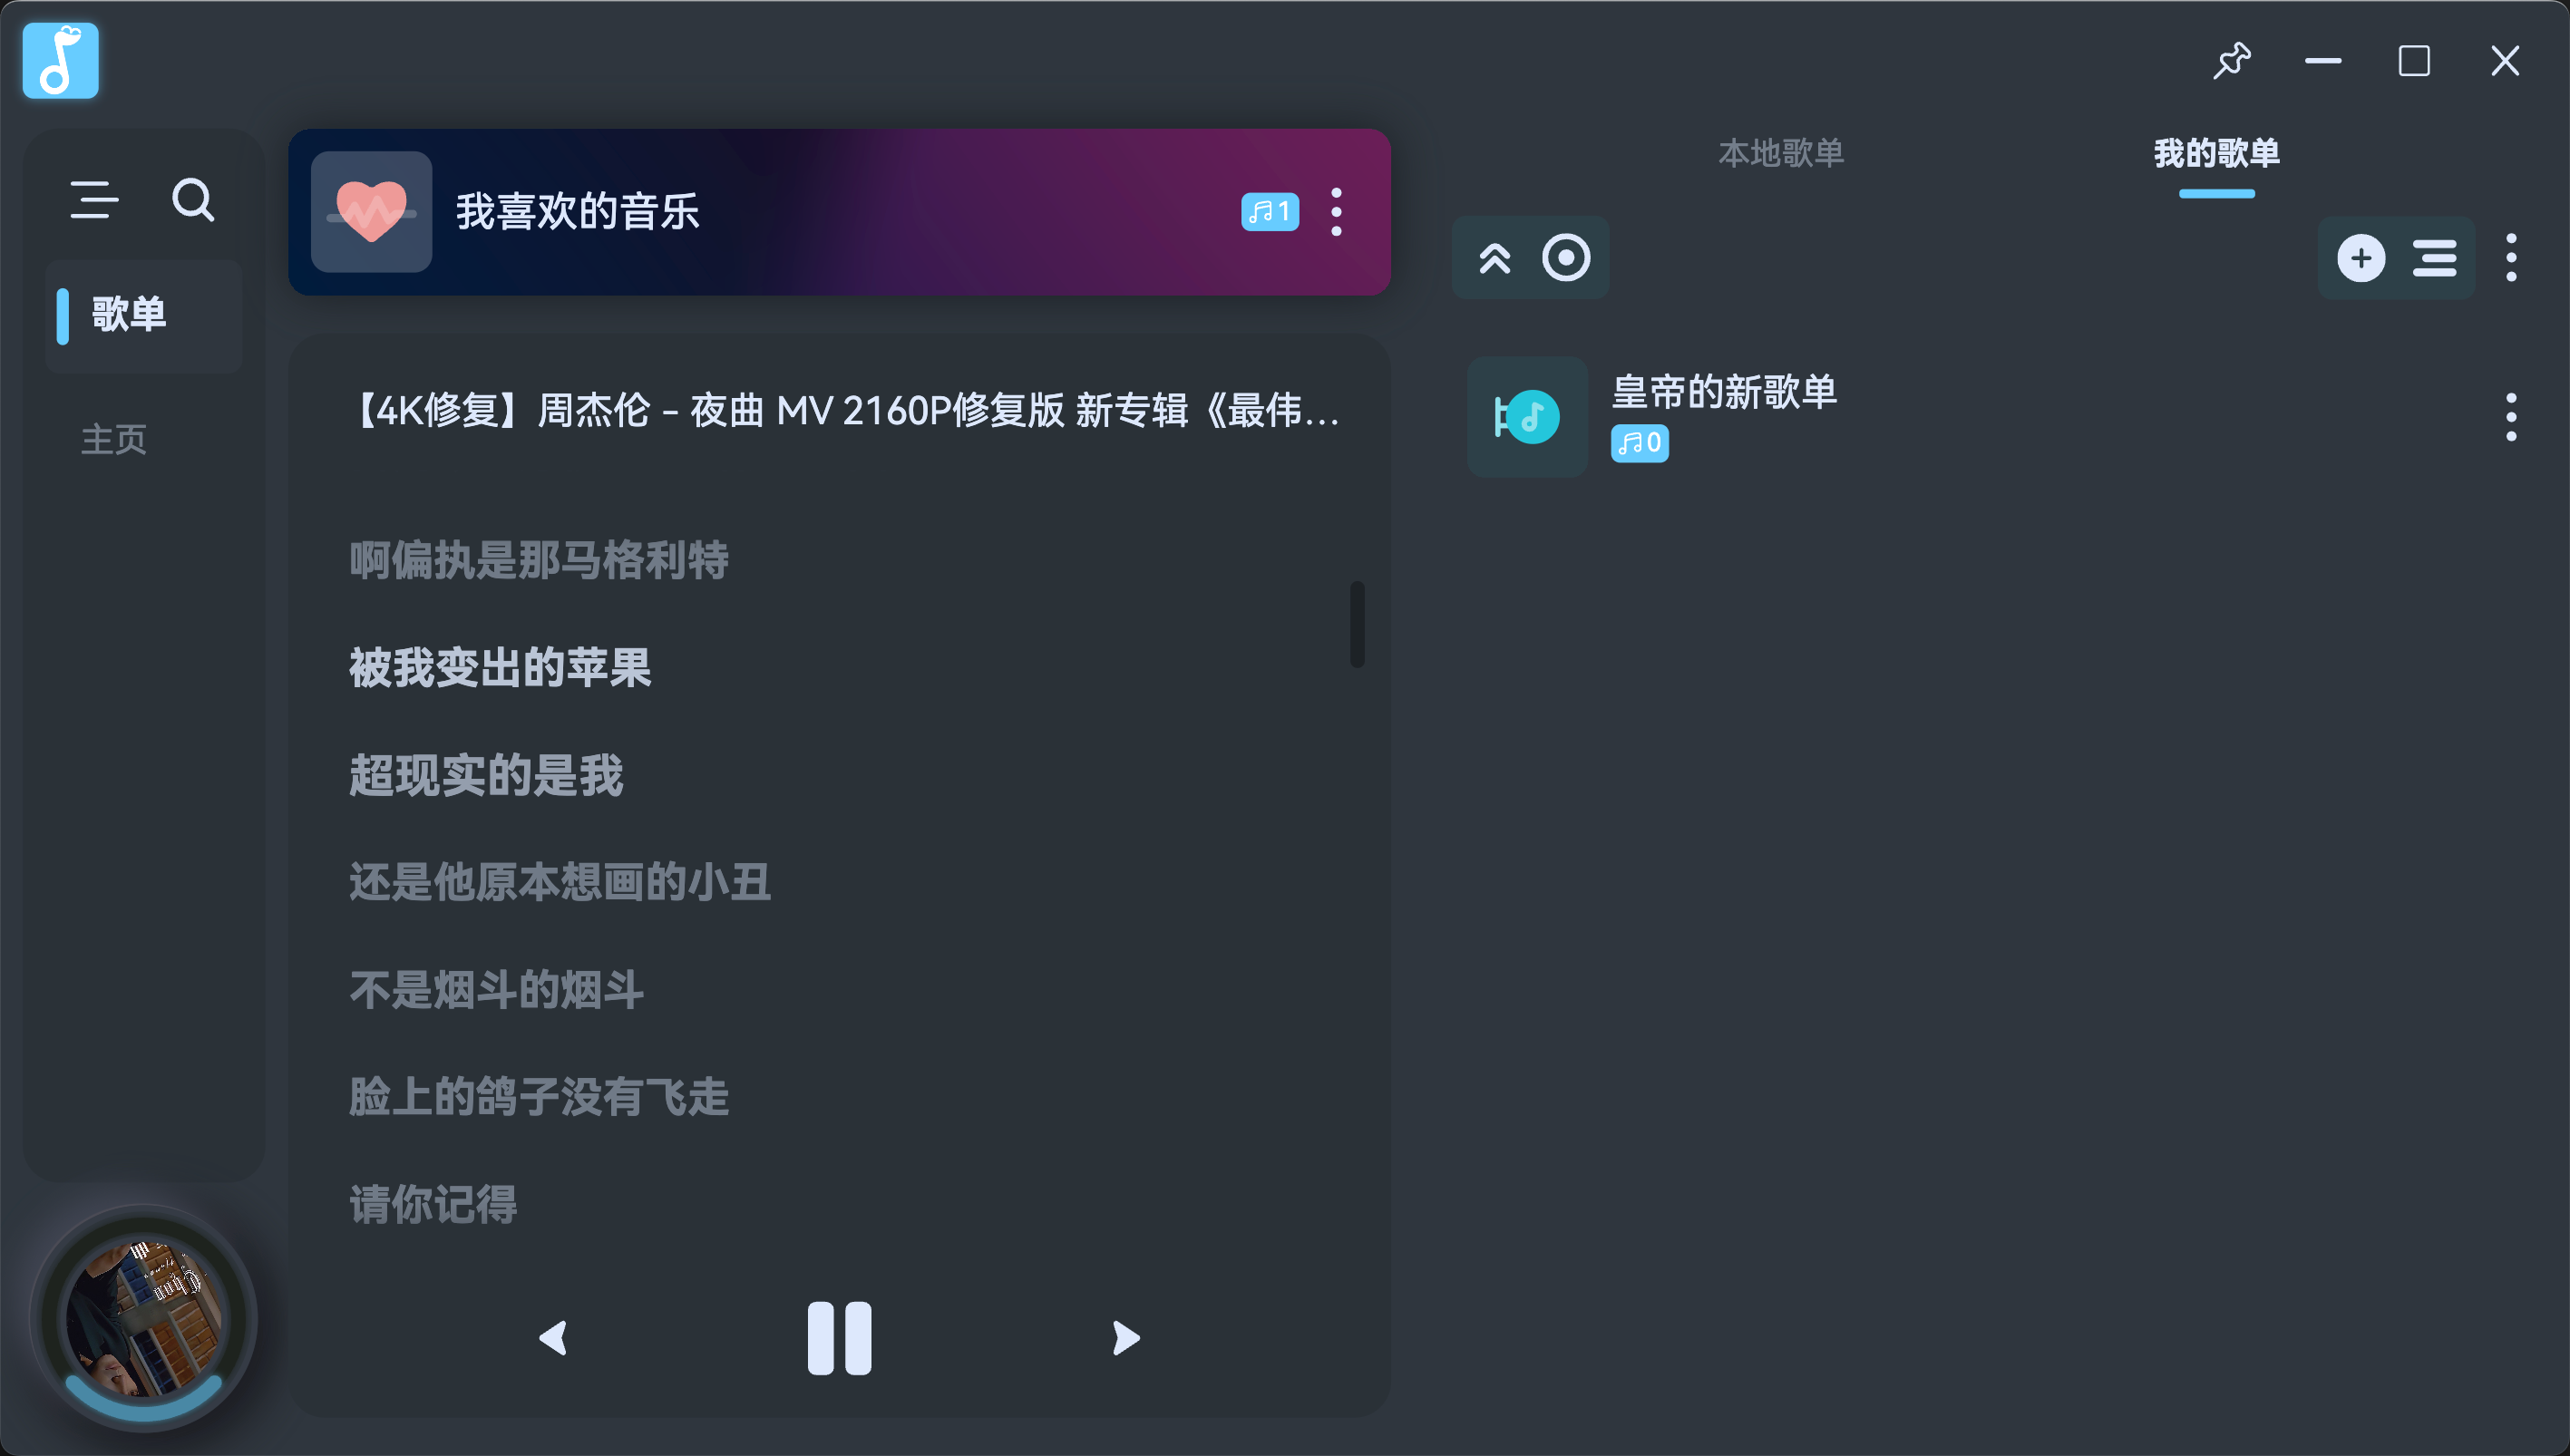 歌单
主页
我喜欢的音乐
1
【4K修复】周杰伦 – 夜曲 MV 2160P修复版 新专辑《最伟...
啊偏执是那马格利特
被我变出的苹果
超现实的是我
还是他原本想画的小丑
不是烟斗的烟斗
脸上的鸽子没有飞走
请你记得
本地歌单
我的歌单
皇帝的新歌单
0